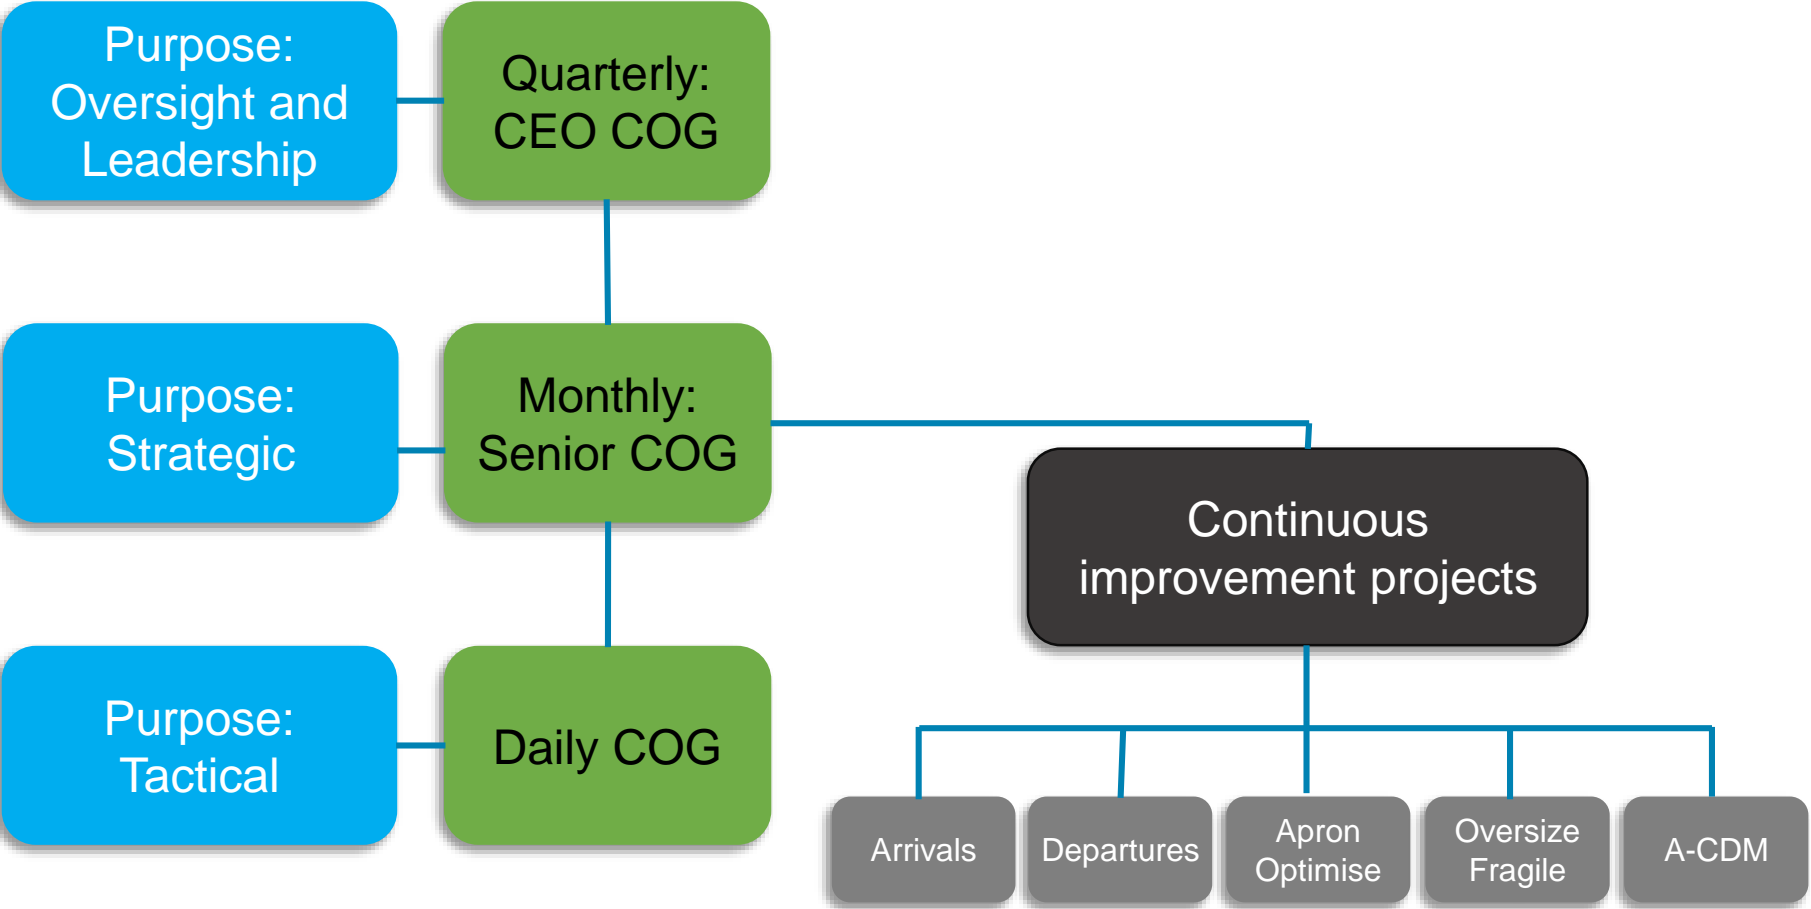 Purpose:
Oversight and
Leadership
Quarterly:
CEO COG
Purpose:
Strategic
Monthly:
Senior COG
Continuous
improvement projects
Purpose:
Tactical
Daily COG
Arrivals
Departures
Apron
Optimise
Oversize
Fragile
A-CDM